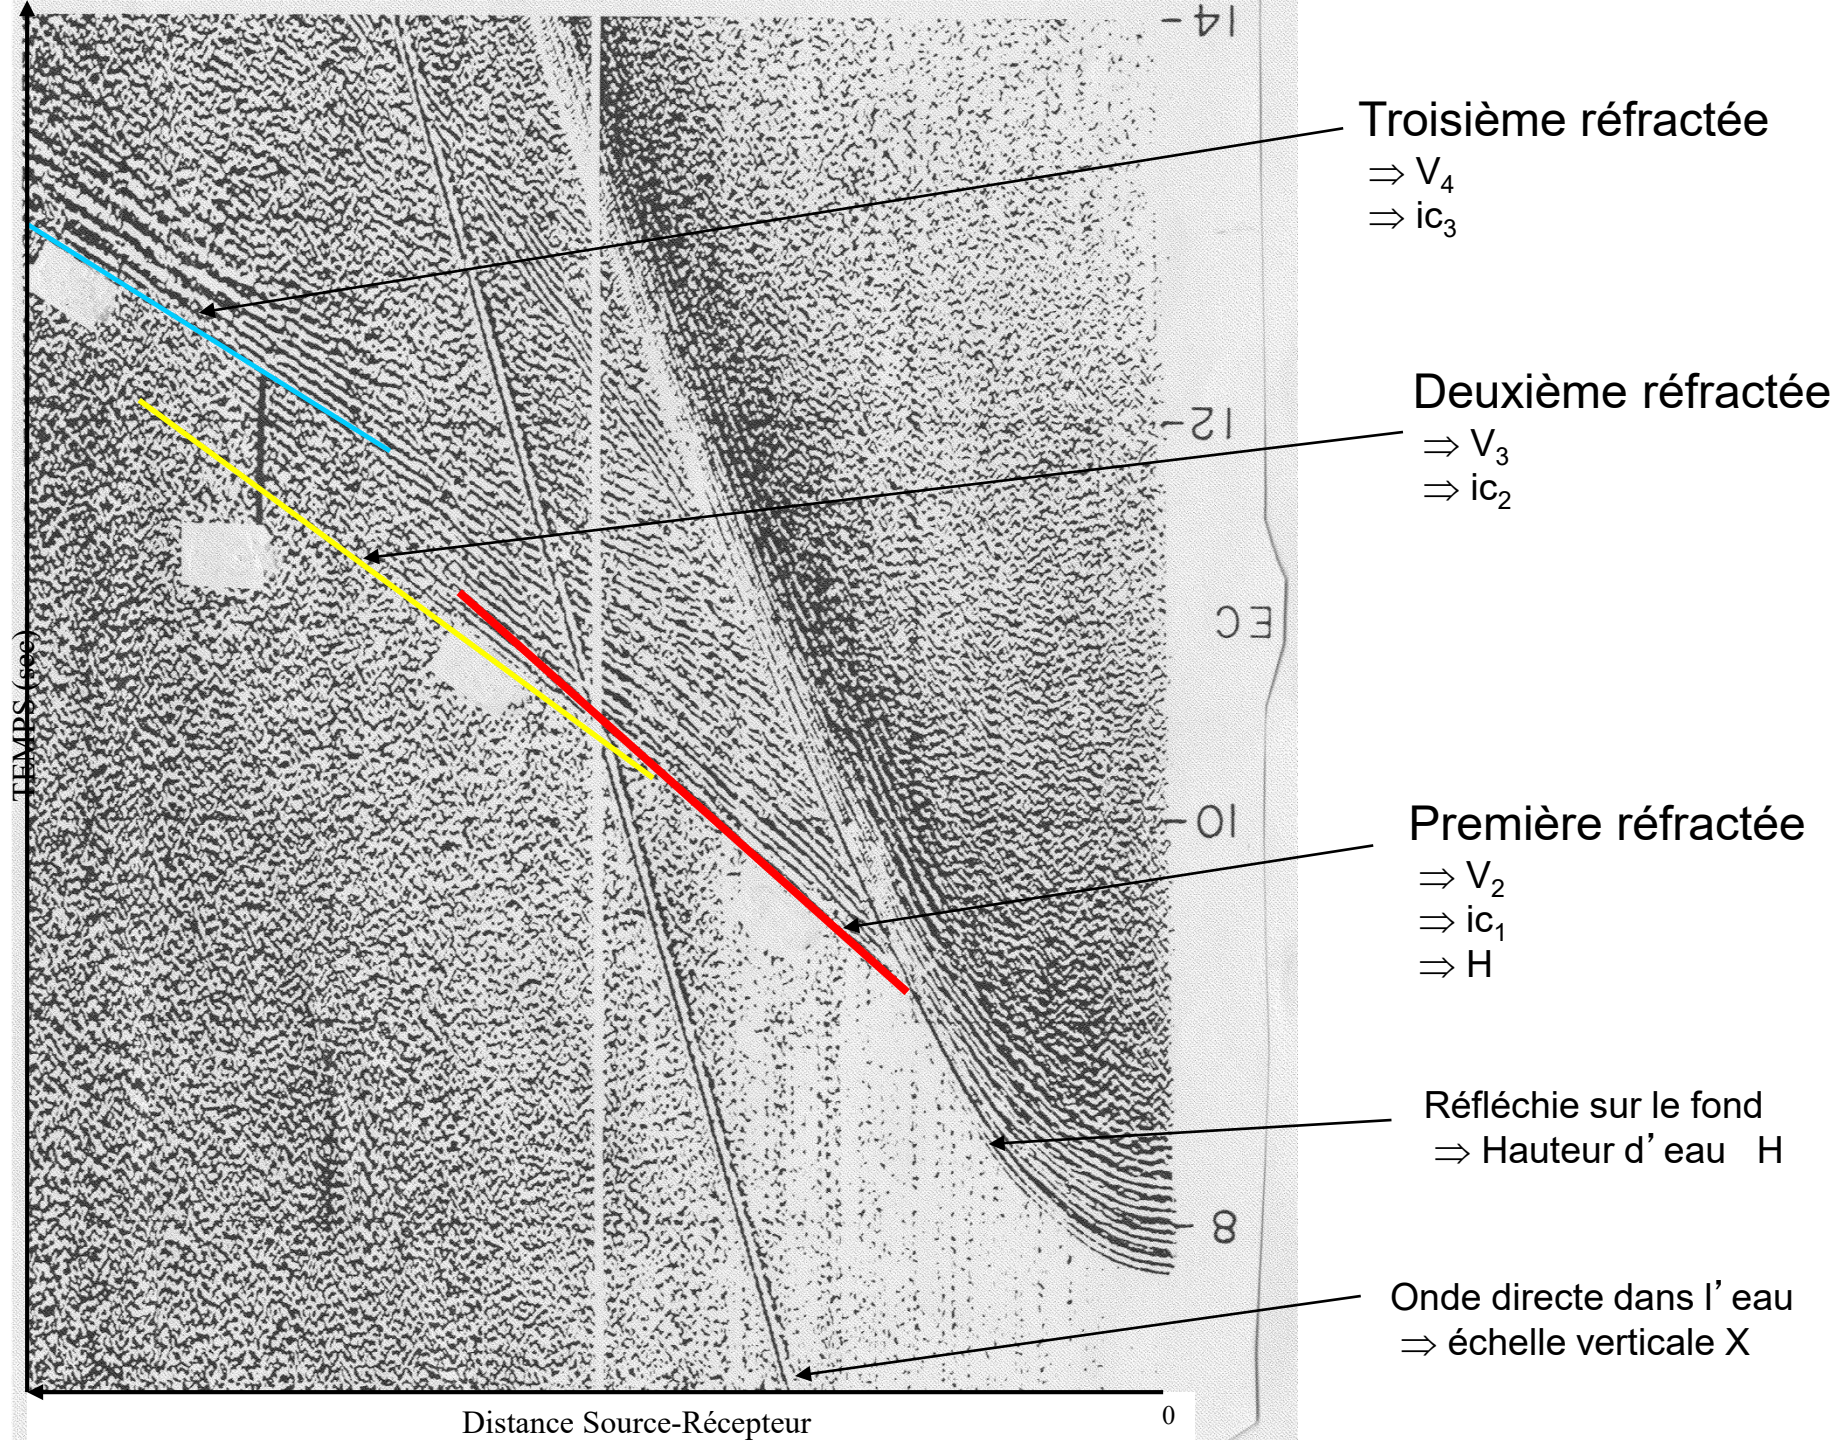 14-
Troisième réfractée
⇒ V4
⇒ ic3
Deuxième réfractée
-12-
⇒ V3
⇒ ic2
EC
TEMPS (sec)
Première réfractée
-10-
⇒ V2
⇒ ic1
⇒ H
Réfléchie sur le fond
⇒ Hauteur d’eau H
- 8
Onde directe dans l’eau
⇒ échelle verticale X
Distance Source-Récepteur
0